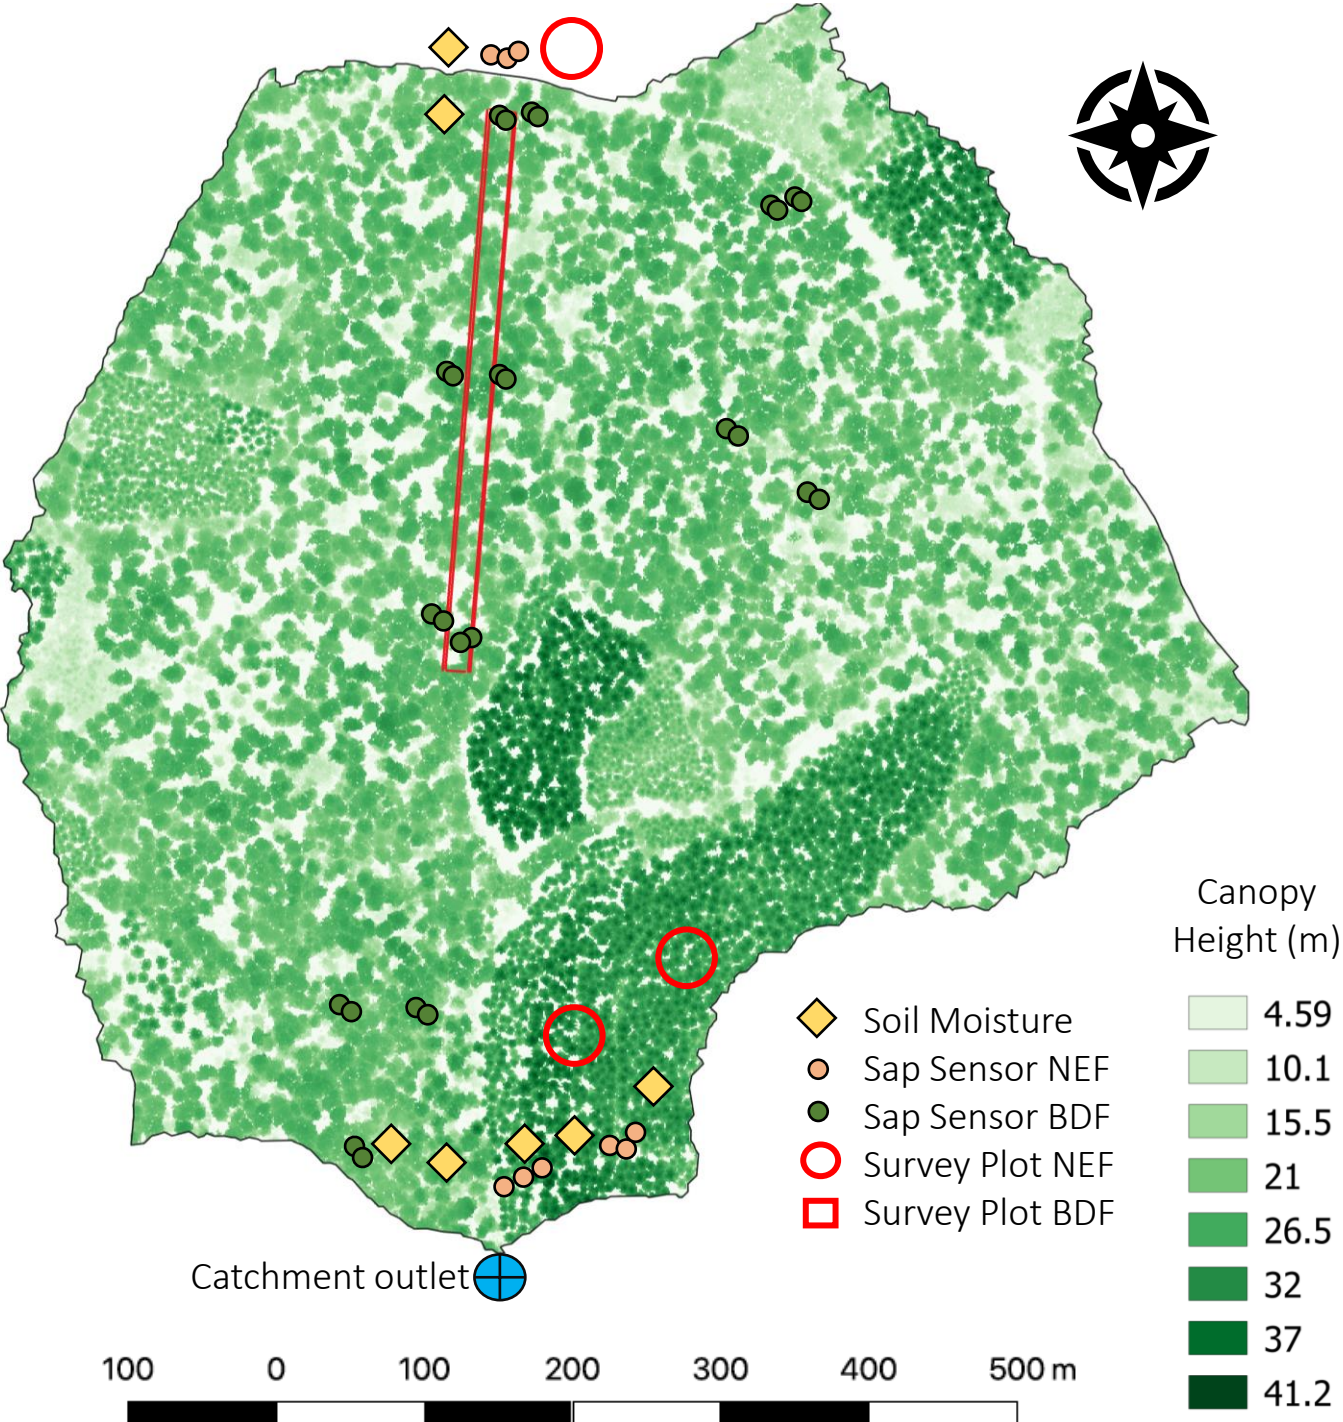 Canopy
Height (m)
4.59
10.1
15.5
21
26.5
32
37
41.2
Soil Moisture
Sap Sensor NEF
Sap Sensor BDF
Survey Plot NEF
Survey Plot BDF
Catchment outlet
100 0 100 200 300 400 500 m